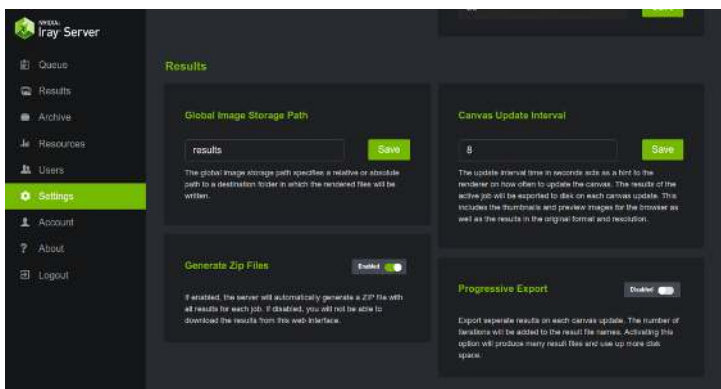 NVIDIA.
Iray Server
Save
Queue
Results
Archive
Resources
Users
Settings
Account
About
Logout
Results
Global Image Storage Path
results
Save
The global image storage path specifies a relative or absolute
path to a destination folder in which the rendered files will be
written.
Canvas Update Interval
8
Save
The update interval time in seconds acts as a hint to the
renderer on how often to update the canvas. The results of the
active job will be exported to disk on each canvas update. This
includes the thumbnails and preview images for the browser as
well as the results in the original format and resolution.
Generate Zip Files
Enabled
If enabled, the server will automatically generate a ZIP file with
all results for each job. If disabled, you will not be able to
download the results from this web interface.
Progressive Export
Disabled
Export seperate results on each canvas update. The number of
iterations will be added to the result file names. Activating this
option will produce many result files and use up more disk
space.